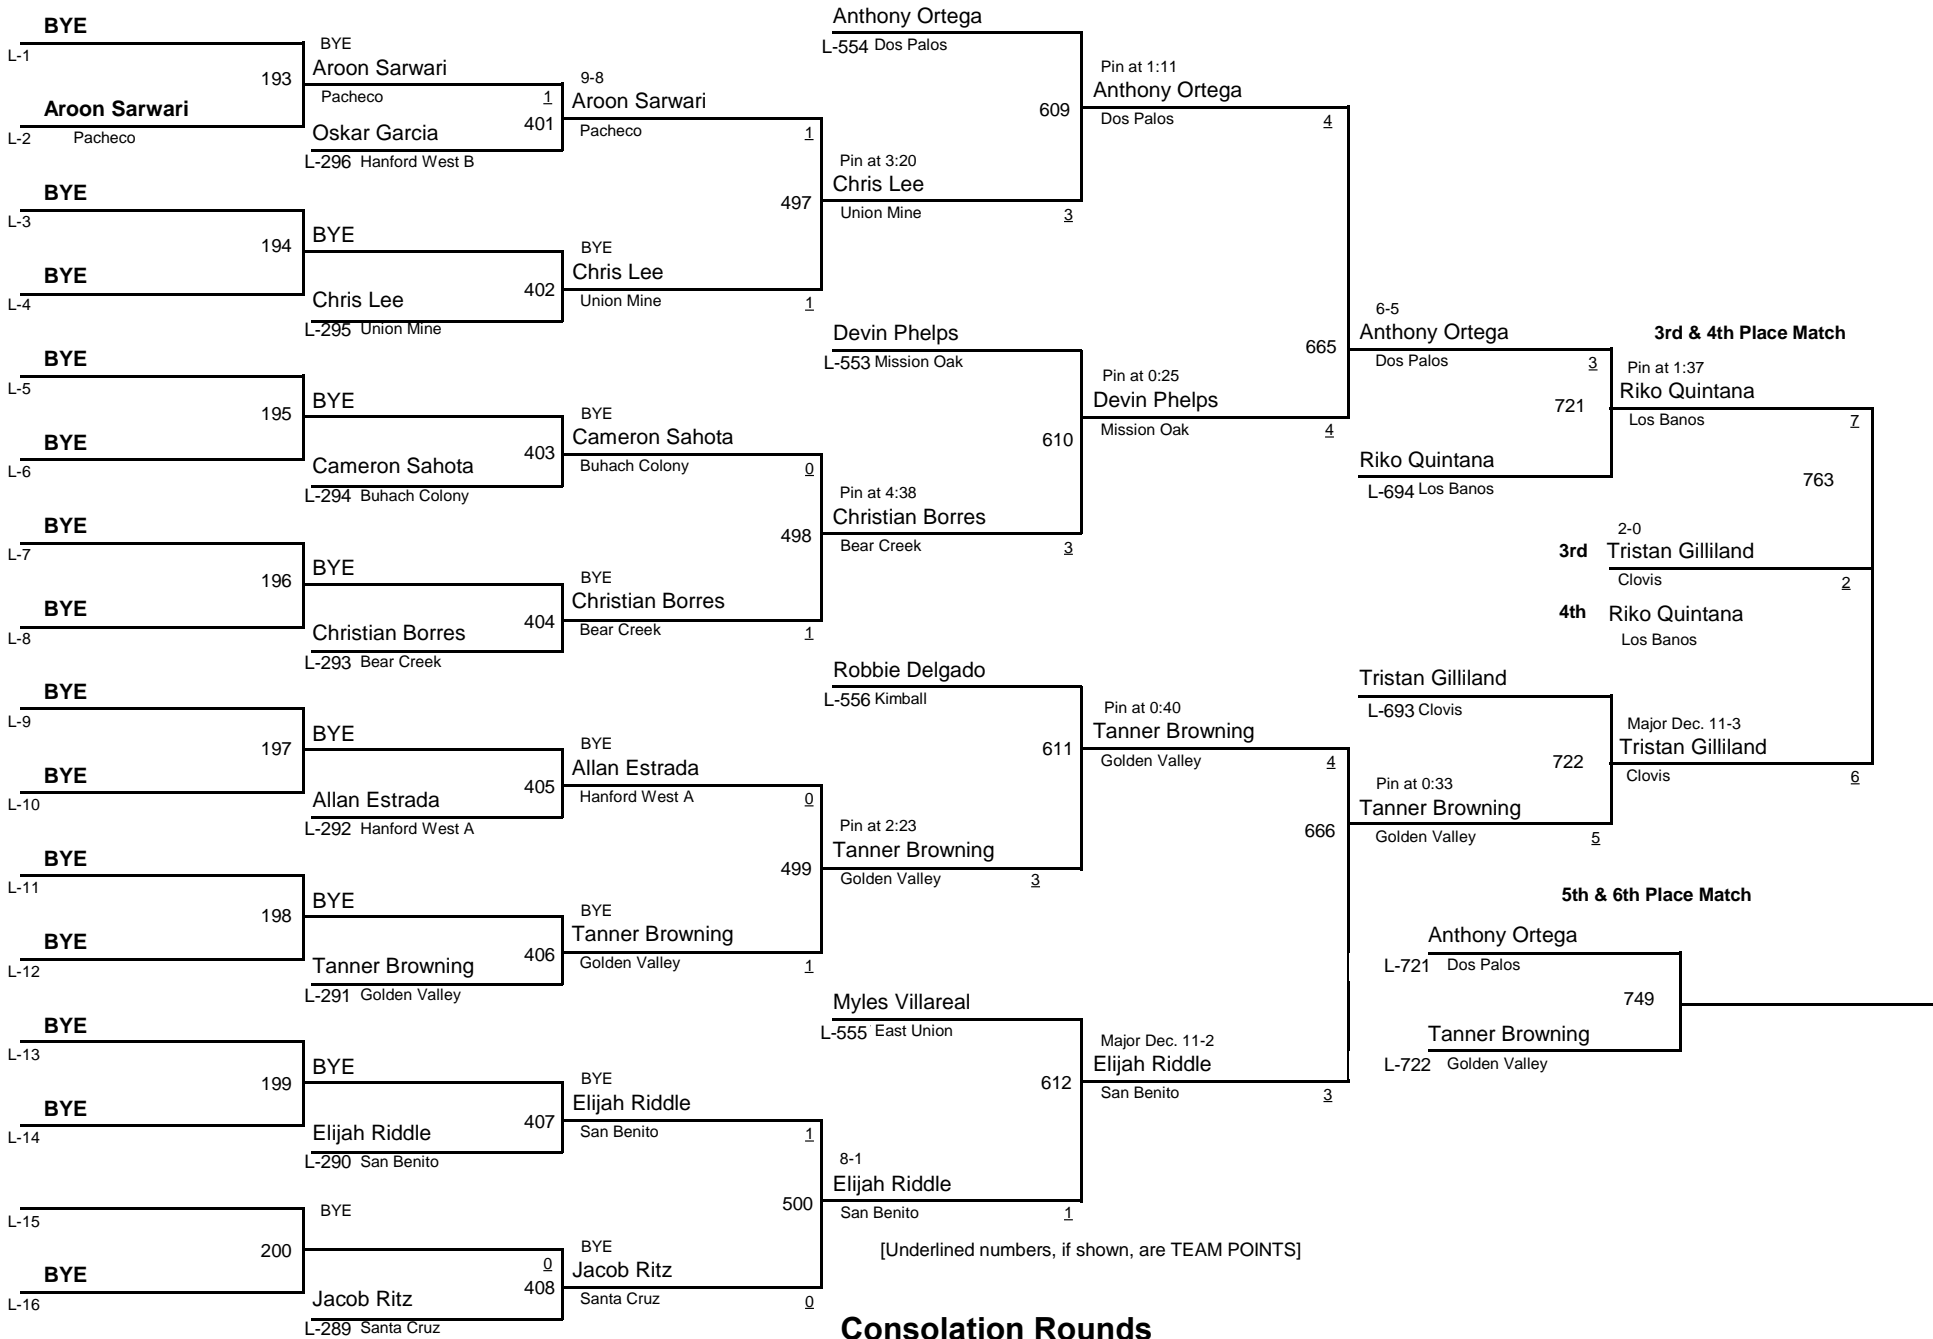 BYE
L-1
193
Aroon Sarwari
L-2 Pacheco
BYE
L-3
194
BYE
L-4
BYE
L-5
195
BYE
L-6
BYE
L-7
196
BYE
L-8
BYE
L-9
197
BYE
L-10
BYE
L-11
198
BYE
L-12
BYE
L-13
199
BYE
L-14
L-15
200
BYE
L-16
BYE
Aroon Sarwari
Pacheco 1
401
Oskar Garcia
L-296 Hanford West B
BYE
402
Chris Lee
L-295 Union Mine
BYE
403
Cameron Sahota
L-294 Buhach Colony
BYE
404
Christian Borres
L-293 Bear Creek
BYE
405
Allan Estrada
L-292 Hanford West A
BYE
406
Tanner Browning
L-291 Golden Valley
BYE
407
Elijah Riddle
L-290 San Benito
BYE
0
408
Jacob Ritz
L-289 Santa Cruz
9-8
Aroon Sarwari
Pacheco 1
497
BYE
Chris Lee
Union Mine 1
BYE
Cameron Sahota
Buhach Colony 0
498
BYE
Christian Borres
Bear Creek 1
BYE
Allan Estrada
Hanford West A 0
499
BYE
Tanner Browning
Golden Valley 1
BYE
Elijah Riddle
San Benito 1
500
BYE
Jacob Ritz
Santa Cruz 0
Anthony Ortega
L-554 Dos Palos
609
Pin at 3:20
Chris Lee
Union Mine 3
Devin Phelps
L-553 Mission Oak
610
Pin at 4:38
Christian Borres
Bear Creek 3
Robbie Delgado
L-556 Kimball
611
Pin at 2:23
Tanner Browning
Golden Valley 3
Myles Villareal
L-555 East Union
612
8-1
Elijah Riddle
San Benito 1
Pin at 1:11
Anthony Ortega
Dos Palos 4
665
Pin at 0:25
Devin Phelps
Mission Oak 4
Pin at 0:40
Tanner Browning
Golden Valley 4
666
Major Dec. 11-2
Elijah Riddle
San Benito 3
6-5
Anthony Ortega
Dos Palos 3
721
Riko Quintana
L-694 Los Banos
Tristan Gilliland
L-693 Clovis
722
Pin at 0:33
Tanner Browning
Golden Valley 5
3rd & 4th Place Match
Pin at 1:37
Riko Quintana
Los Banos 7
763
2-0
3rd Tristan Gilliland
Clovis 2
4th Riko Quintana
Los Banos
Major Dec. 11-3
Tristan Gilliland
Clovis 6
5th & 6th Place Match
Anthony Ortega
L-721 Dos Palos
749
Tanner Browning
L-722 Golden Valley
[Underlined numbers, if shown, are TEAM POINTS]
Consolation Rounds